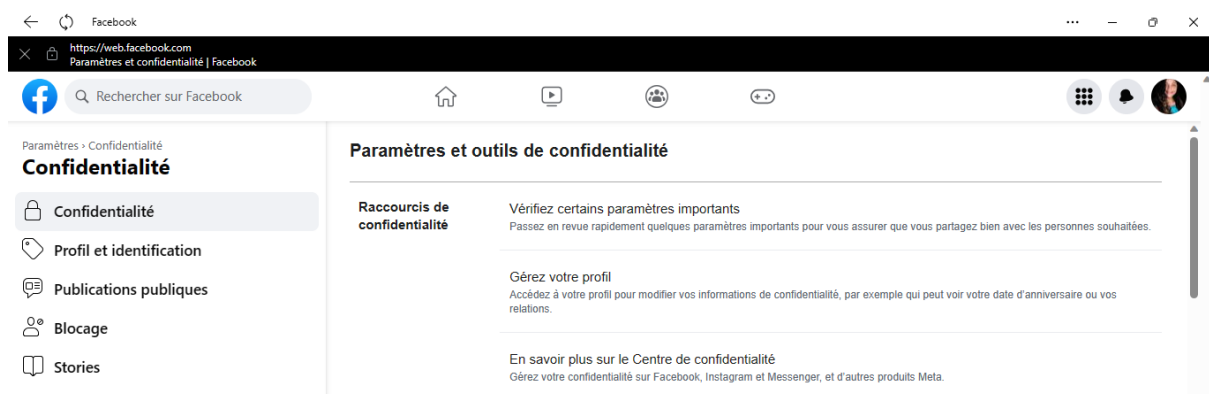 Facebook
https://web.facebook.com
Paramètres et confidentialité | Facebook
Rechercher sur Facebook
Paramètres › Confidentialité
Confidentialité
Confidentialité
Profil et identification
Publications publiques
Blocage
Stories
Paramètres et outils de confidentialité
Raccourcis de
confidentialité
Vérifiez certains paramètres importants
Passez en revue rapidement quelques paramètres importants pour vous assurer que vous partagez bien avec les personnes souhaitées.
Gérez votre profil
Accédez à votre profil pour modifier vos informations de confidentialité, par exemple qui peut voir votre date d'anniversaire ou vos
relations.
En savoir plus sur le Centre de confidentialité
Gérez votre confidentialité sur Facebook, Instagram et Messenger, et d'autres produits Meta.